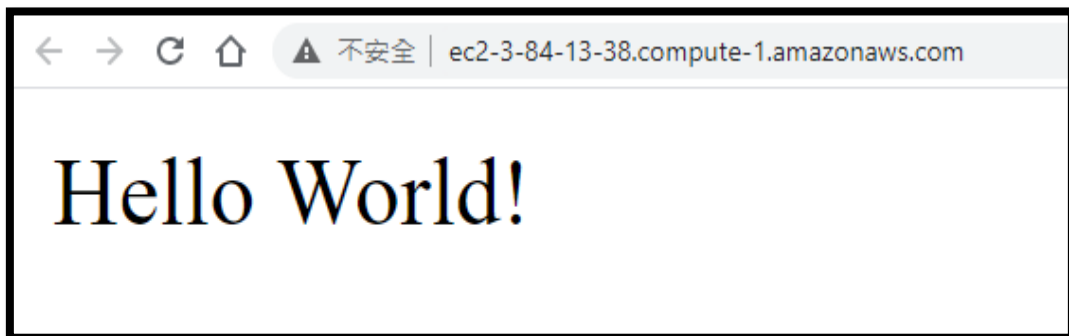 不安全 ec2-3-84-13-38.compute-1.amazonaws.com
Hello World!